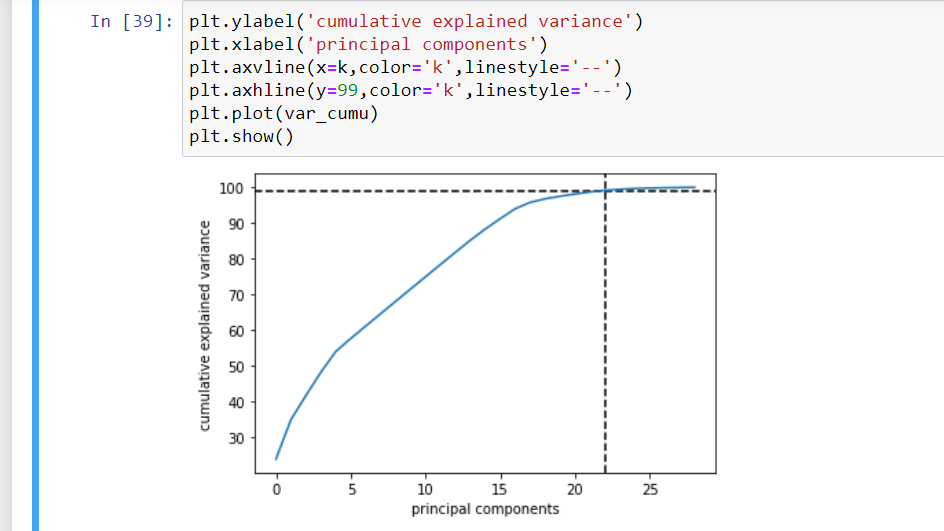 In [39]: plt.ylabel('cumulative explained variance')
plt.xlabel('principal components')
plt.axvline(x=k,color='k',linestyle='--')
plt.axhline(y=99,color='k',linestyle='--')
plt.plot(var_cumu)
plt.show()
100
90
80
70
60
50
40
30
cumulative explained variance
0 5 10 15 20 25
principal components